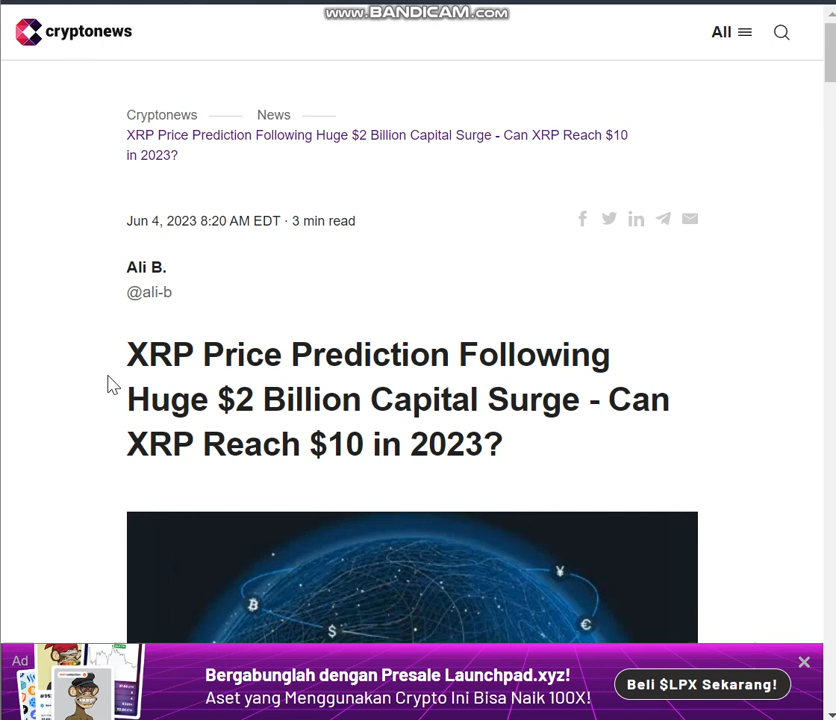 www.BANDICAM.com
cryptonews
All
Cryptonews
News
XRP Price Prediction Following Huge $2 Billion Capital Surge - Can XRP Reach $10
in 2023?
Jun 4, 2023 8:20 AM EDT · 3 min read
Ali B.
@ali-b
XRP Price Prediction Following
Huge $2 Billion Capital Surge - Can
XRP Reach $10 in 2023?
Ad
Bergabunglah dengan Presale Launchpad.xyz!
Aset yang Menggunakan Crypto Ini Bisa Naik 100X!
Beli $LPX Sekarang!